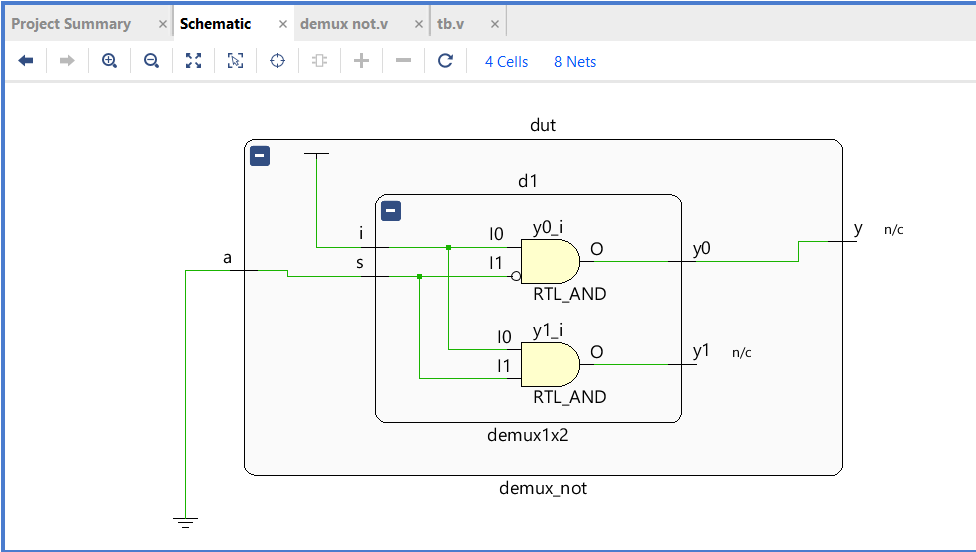 Project Summary × Schematic × demux not.v × tb.v ×
4 Cells 8 Nets
dut
d1
i
I0
y0_i
O
y0
y
n/c
a
s
I1
RTL_AND
I0
y1_i
O
y1
n/c
I1
RTL_AND
demux1x2
demux_not